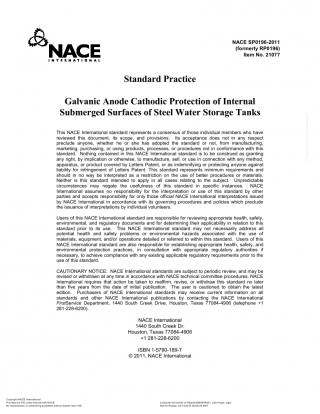 NACE
INTERNATIONAL
NACE SP0196-2011
(formerly RP0196)
Item No. 21077
Standard Practice
Galvanic Anode Cathodic Protection of Internal
Submerged Surfaces of Steel Water Storage Tanks
This NACE International standard represents a consensus of those individual members who have
reviewed this document, its scope, and provisions. Its acceptance does not in any respect
preclude anyone, whether he or she has adopted the standard or not, from manufacturing,
marketing, purchasing, or using products, processes, or procedures not in conformance with this
standard. Nothing contained in this NACE International standard is to be construed as granting
any right, by implication or otherwise, to manufacture, sell, or use in connection with any method,
apparatus, or product covered by Letters Patent, or as indemnifying or protecting anyone against
liability for infringement of Letters Patent. This standard represents minimum requirements and
should in no way be interpreted as a restriction on the use of better procedures or materials.
Neither is this standard intended to apply in all cases relating to the subject. Unpredictable
circumstances may negate the usefulness of this standard in specific instances. NACE
International assumes no responsibility for the interpretation or use of this standard by other
parties and accepts responsibility for only those official NACE International interpretations issued
by NACE International in accordance with its governing procedures and policies which preclude
the issuance of interpretations by individual volunteers.
Users of this NACE International standard are responsible for reviewing appropriate health, safety,
environmental, and regulatory documents and for determining their applicability in relation to this
standard prior to its use. This NACE International standard may not necessarily address all
potential health and safety problems or environmental hazards associated with the use of
materials, equipment, and/or operations detailed or referred to within this standard. Users of this
NACE International standard are also responsible for establishing appropriate health, safety, and
environmental protection practices, in consultation with appropriate regulatory authorities if
necessary, to achieve compliance with any existing applicable regulatory requirements prior to the
use of this standard.
CAUTIONARY NOTICE: NACE International standards are subject to periodic review, and may be
revised or withdrawn at any time in accordance with NACE technical committee procedures. NACE
International requires that action be taken to reaffirm, revise, or withdraw this standard no later
than five years from the date of initial publication. The user is cautioned to obtain the latest
edition. Purchasers of NACE International standards may receive current information on all
standards and other NACE International publications by contacting the NACE International
FirstService Department, 1440 South Creek Drive, Houston, Texas 77084-4906 (telephone +1
281-228-6200).
NACE International
1440 South Creek Dr.
Houston, Texas 77084-4906
+1 281-228-6200
ISBN 1-5790-189-7
© 2011, NACE International
Copyright NACE International